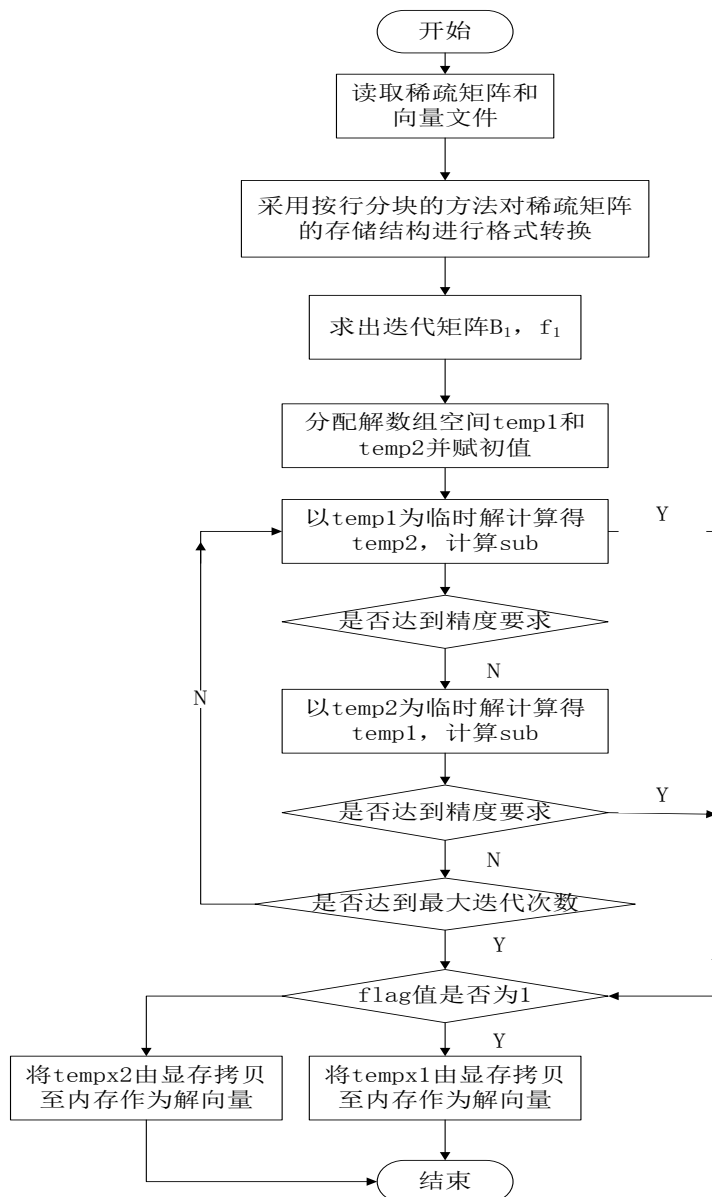 开始
读取稀疏矩阵和
向量文件
采用按行分块的方法对稀疏矩阵
的存储结构进行格式转换
求出迭代矩阵B₁，f₁
分配解数组空间temp1和
temp2并赋初值
以temp1为临时解计算得
temp2，计算sub
Y
是否达到精度要求
N
N
以temp2为临时解计算得
temp1，计算sub
是否达到精度要求
Y
N
是否达到最大迭代次数
Y
flag值是否为1
Y
将tempx2由显存拷贝
至内存作为解向量
将tempx1由显存拷贝
至内存作为解向量
结束